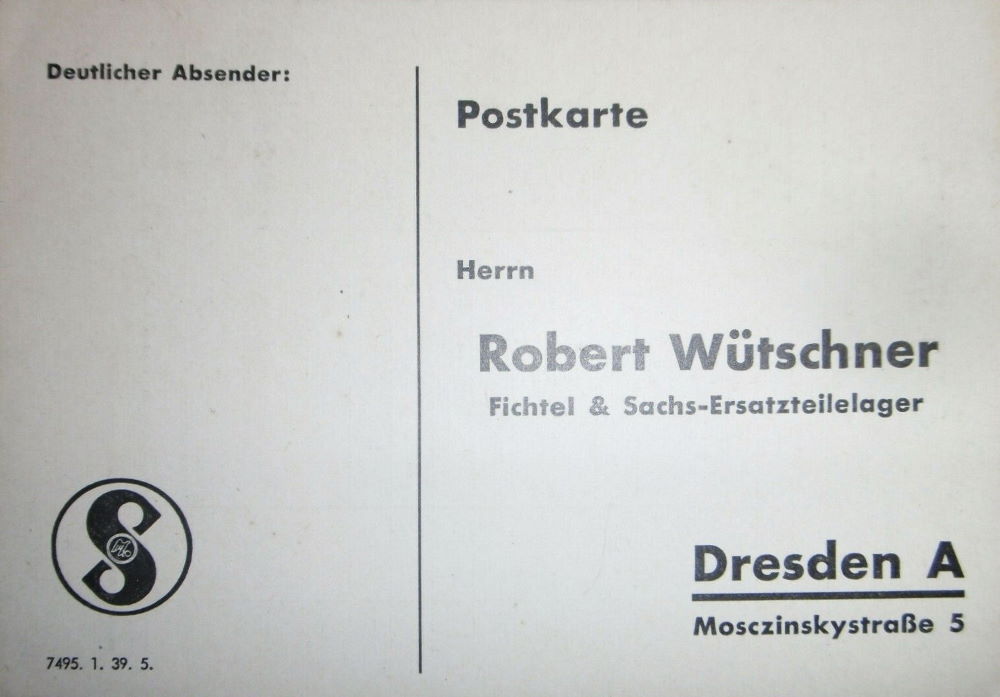 Deutlicher Absender:
Postkarte
Herrn
Robert Wütschner
Fichtel & Sachs-Ersatzteilelager
Dresden A
Mosczinskystraße 5
S
7495. 1. 39. 5.